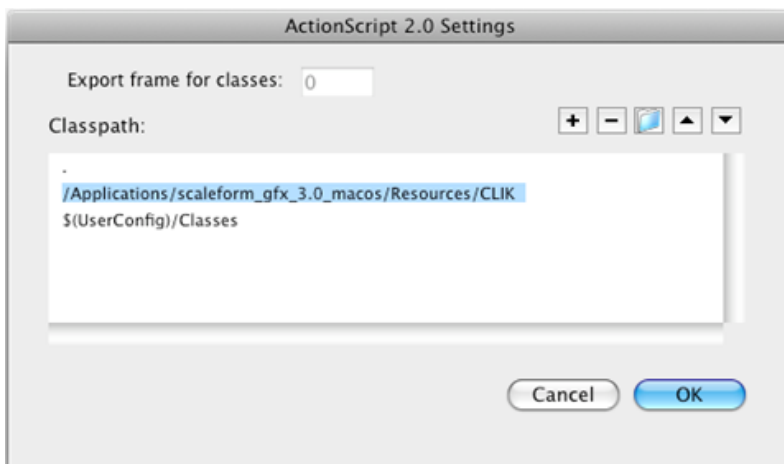 ActionScript 2.0 Settings
Export frame for classes: 0
Classpath:
.
/Applications/scaleform_gfx_3.0_macos/Resources/CLIK
$(UserConfig)/Classes
Cancel OK